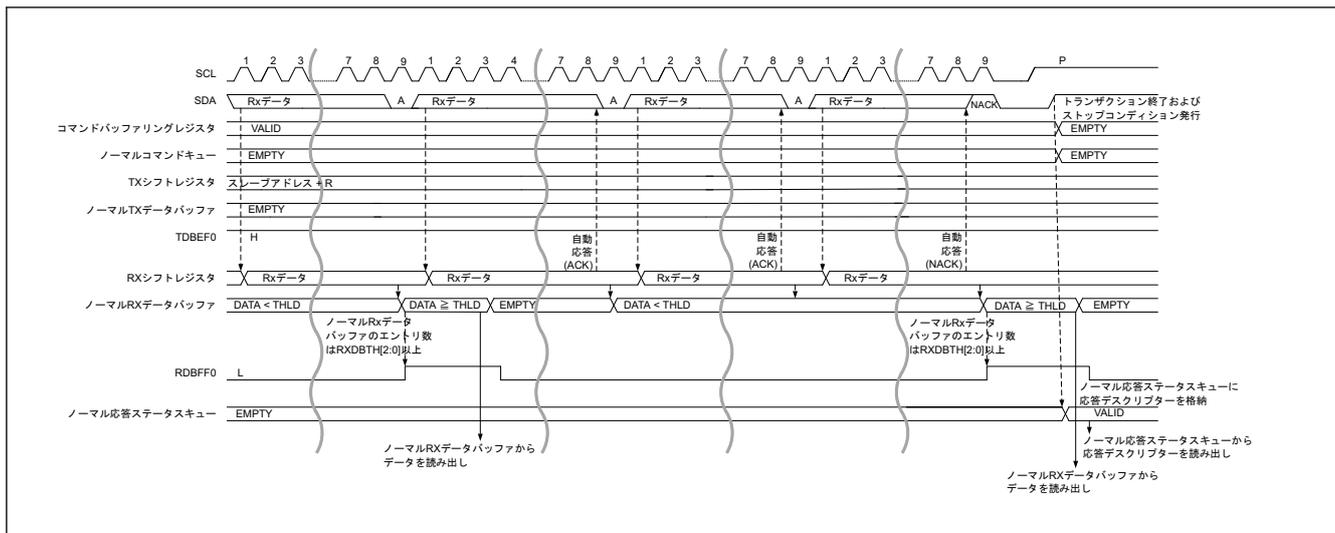 1 2 3 7 8 9 1 2 3 4 7 8 9 1 2 3 7 8 9 1 2 3 7 8 9 P
SCL
SDA Rxデータ A Rxデータ A Rxデータ A Rxデータ NACK トランザクション終了および
ストップコンディション発行
コマンドバッファリングレジスタ VALID EMPTY
ノーマルコマンドキュー EMPTY EMPTY
TXシフトレジスタ スレーブアドレス + R
ノーマルTXデータバッファ EMPTY
TDBEF0 H 自動 自動 自動
応答 応答 応答
(ACK) (ACK) (NACK)
RXシフトレジスタ Rxデータ Rxデータ Rxデータ Rxデータ
ノーマルRXデータバッファ DATA < THLD DATA ≧ THLD EMPTY DATA < THLD DATA ≧ THLD EMPTY
ノーマルRxデータ ノーマルRxデータ
バッファのエントリ数 バッファのエントリ数
はRXDBTH[2:0]以上 はRXDBTH[2:0]以上
RDBFF0 L
ノーマル応答ステータスキューに
応答デスクリプターを格納
ノーマル応答ステータスキュー EMPTY VALID
ノーマルRXデータバッファから
データを読み出し
ノーマル応答ステータスキューから
応答デスクリプターを読み出し
ノーマルRXデータバッファから
データを読み出し